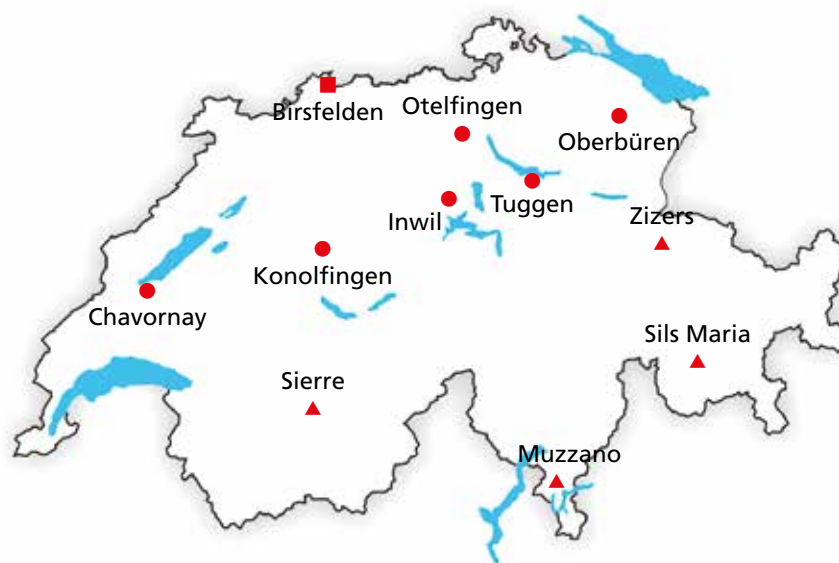 Birsfelden
Otelfingen
Oberbüren
Inwil
Tuggen
Zizers
Konolfingen
Chavornay
Sils Maria
Sierre
Muzzano